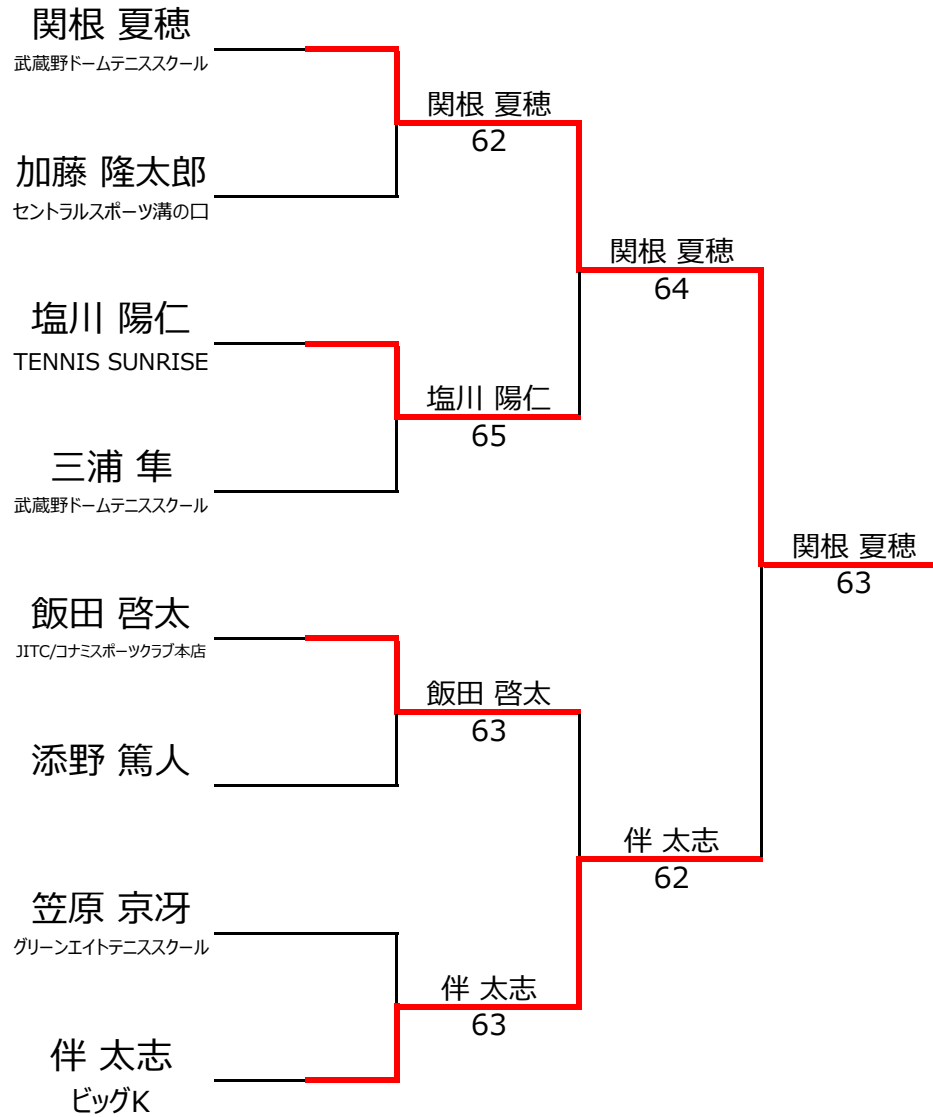 関根 夏穂
武蔵野ドームテニススクール
関根 夏穂
62
加藤 隆太郎
セントラルスポーツ溝の口
関根 夏穂
64
塩川 陽仁
TENNIS SUNRISE
塩川 陽仁
65
三浦 隼
武蔵野ドームテニススクール
関根 夏穂
63
飯田 啓太
JITC/コナミスポーツクラブ本店
飯田 啓太
63
添野 篤人
伴 太志
62
笠原 京冴
グリーンエイトテニススクール
伴 太志
63
伴 太志
ビッグK